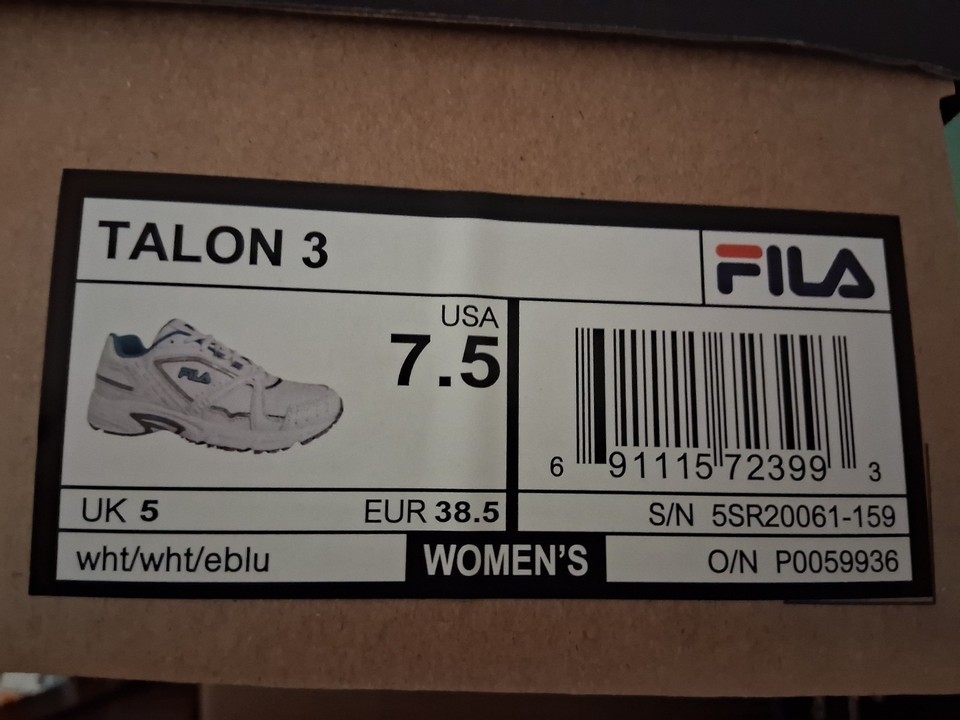 TALON 3
FILA
FILA
USA
7.5
6 91115 72399 3
UK 5
EUR 38.5
S/N 5SR20061-159
wht/wht/eblu
WOMEN'S
O/N P0059936